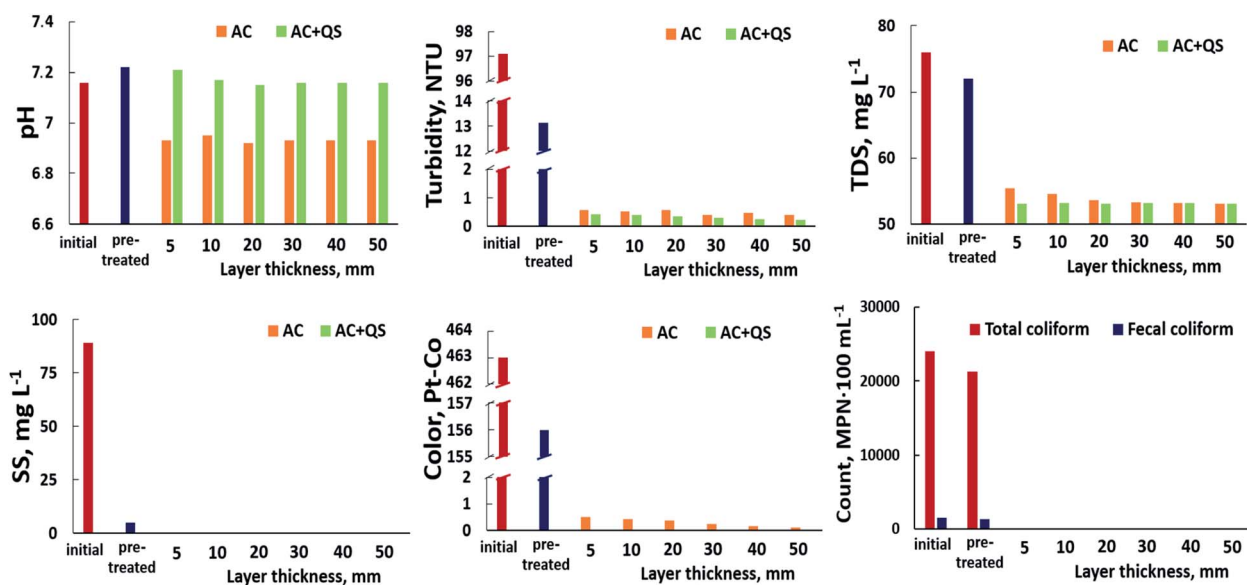 AC AC+QS
7.4
7.2
7
6.8
6.6
pH
initial pre-treated 5 10 20 30 40 50
Layer thickness, mm
AC AC+QS
98
97
96
14
13
12
2
1
0
Turbidity, NTU
initial pre-treated 5 10 20 30 40 50
Layer thickness, mm
AC AC+QS
80
70
60
50
TDS, mg L-1
initial pre-treated 5 10 20 30 40 50
Layer thickness, mm
AC AC+QS
100
75
50
25
0
SS, mg L-1
initial pre-treated 5 10 20 30 40 50
Layer thickness, mm
AC AC+QS
464
463
462
157
156
155
2
1
0
Color, Pt-Co
initial pre-treated 5 10 20 30 40 50
Layer thickness, mm
Total coliform Fecal coliform
30000
20000
10000
0
Count, MPN·100 mL-1
initial pre-treated 5 10 20 30 40 50
Layer thickness, mm